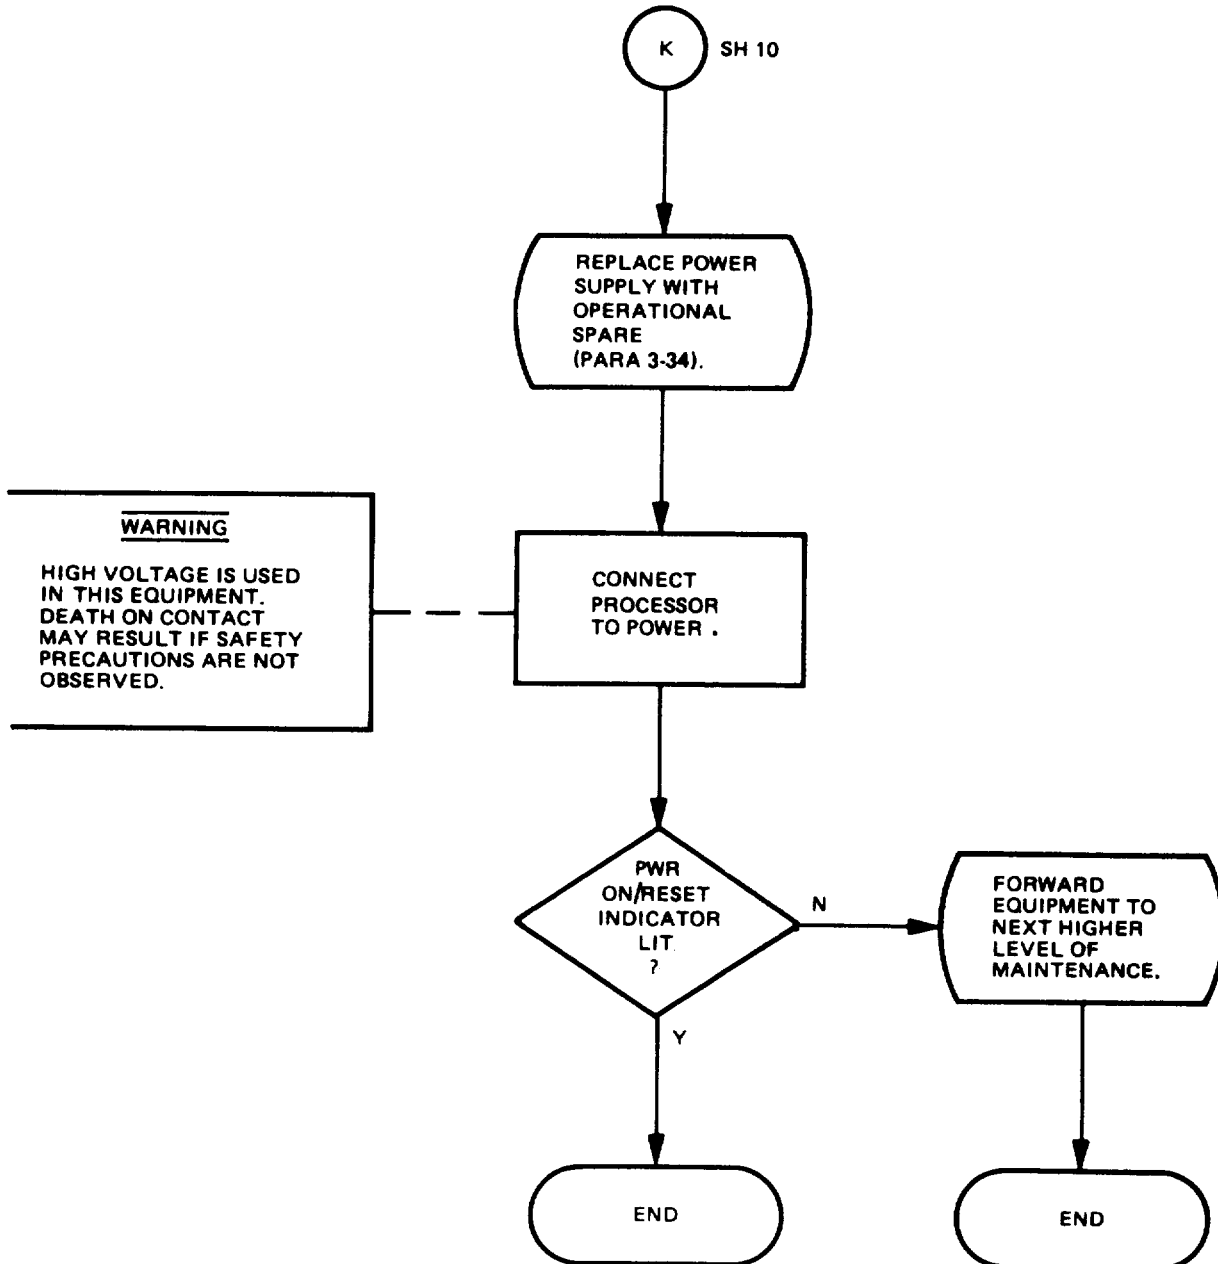 K SH 10
REPLACE POWER
SUPPLY WITH
OPERATIONAL
SPARE
(PARA 3-34).
WARNING
HIGH VOLTAGE IS USED
IN THIS EQUIPMENT.
DEATH ON CONTACT
MAY RESULT IF SAFETY
PRECAUTIONS ARE NOT
OBSERVED.
CONNECT
PROCESSOR
TO POWER .
PWR
ON/RESET
INDICATOR
LIT
?
N
FORWARD
EQUIPMENT TO
NEXT HIGHER
LEVEL OF
MAINTENANCE.
Y
END
END